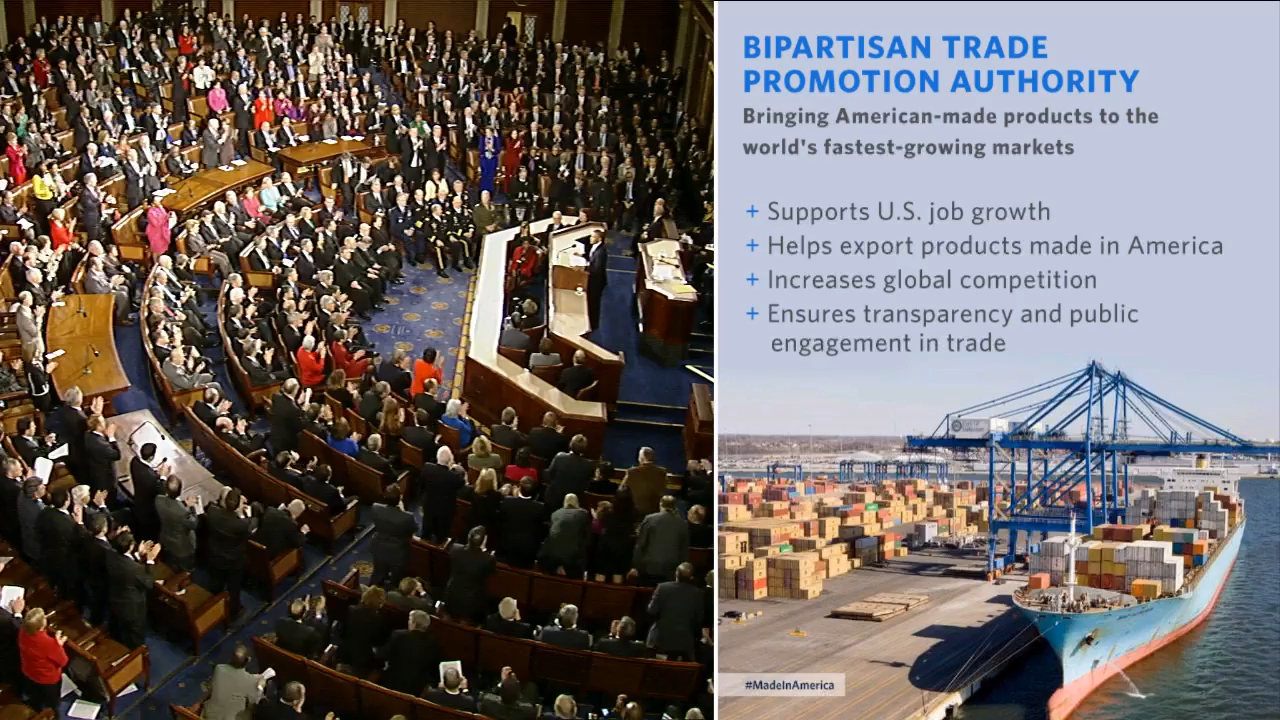 BIPARTISAN TRADE
PROMOTION AUTHORITY
Bringing American-made products to the
world's fastest-growing markets
+ Supports U.S. job growth
+ Helps export products made in America
+ Increases global competition
+ Ensures transparency and public
engagement in trade
#MadeInAmerica